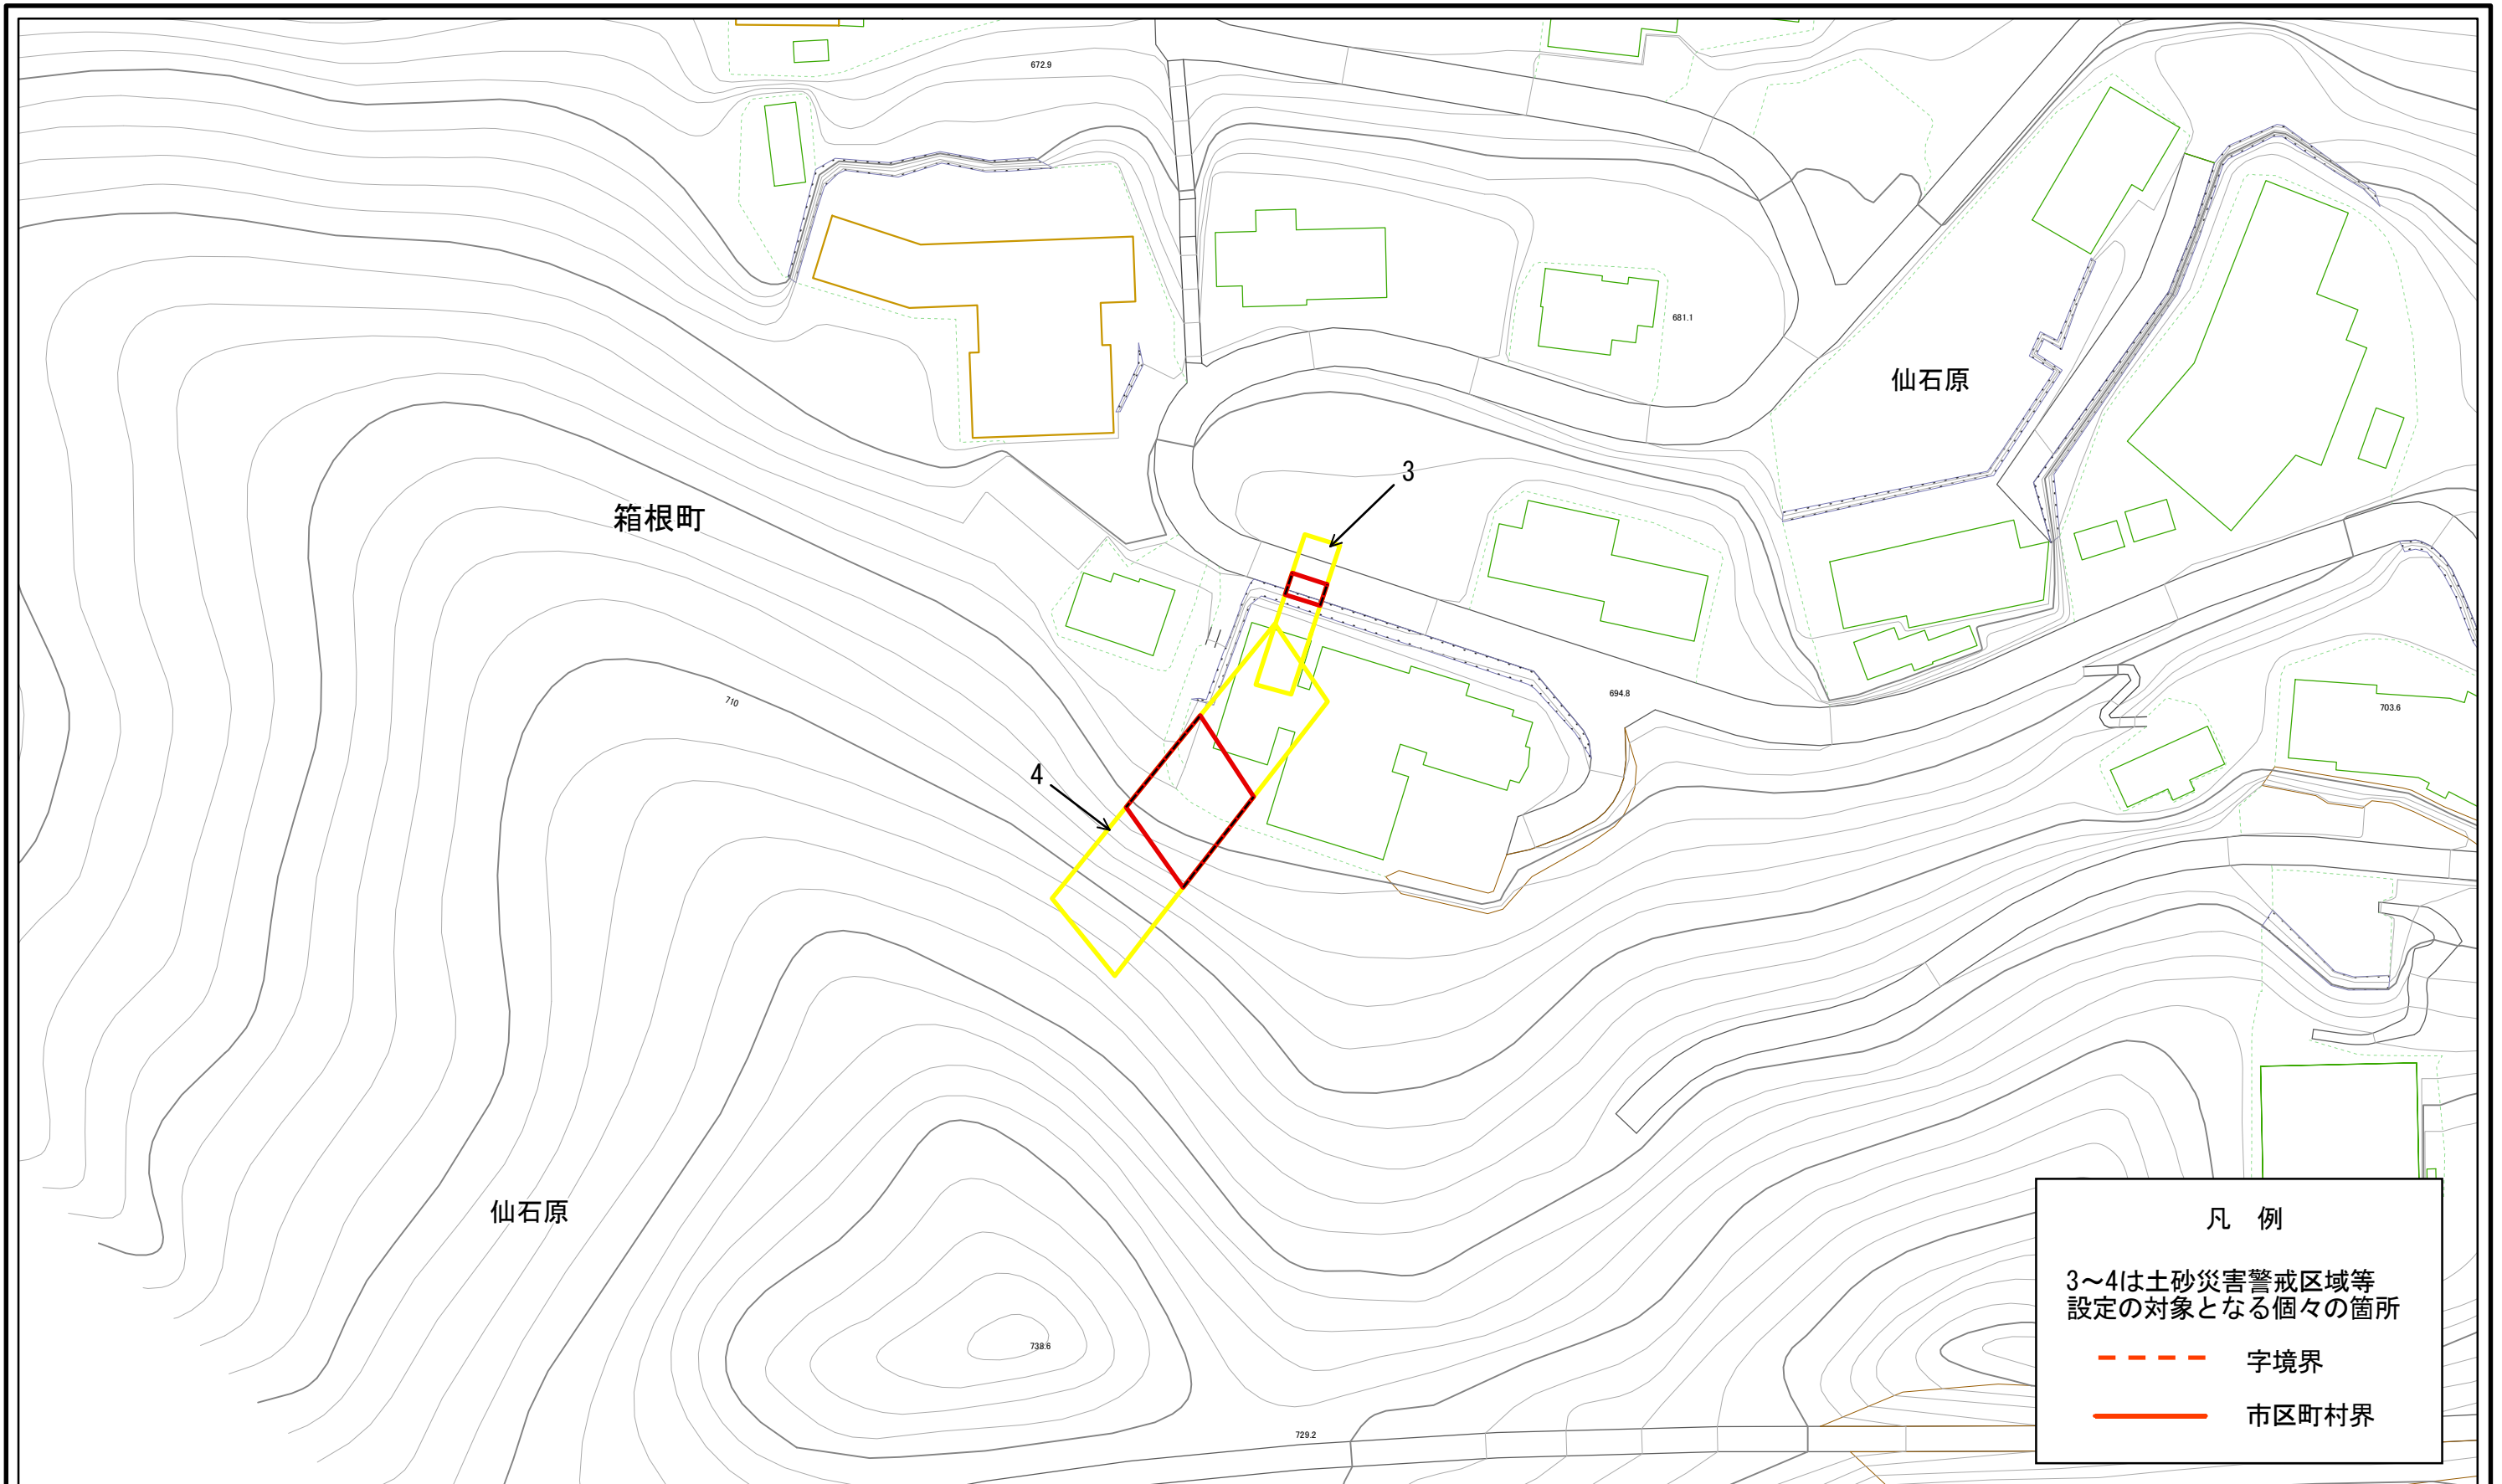 672.9
681.1
仙石原
3
箱根町
694.8
710
703.6
4
仙石原
凡 例
3～4は土砂災害警戒区域等
設定の対象となる個々の箇所
738.6
字境界
市区町村界
729.2